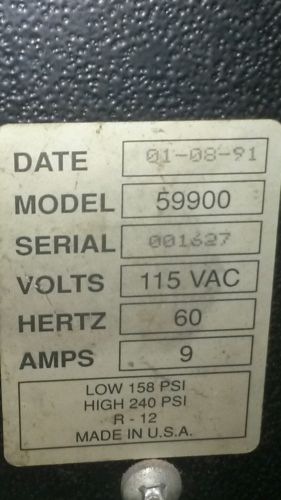 DATE 01-08-91
MODEL 59900
SERIAL 001627
VOLTS 115 VAC
HERTZ 60
AMPS 9
LOW 158 PSI
HIGH 240 PSI
R - 12
MADE IN U.S.A.